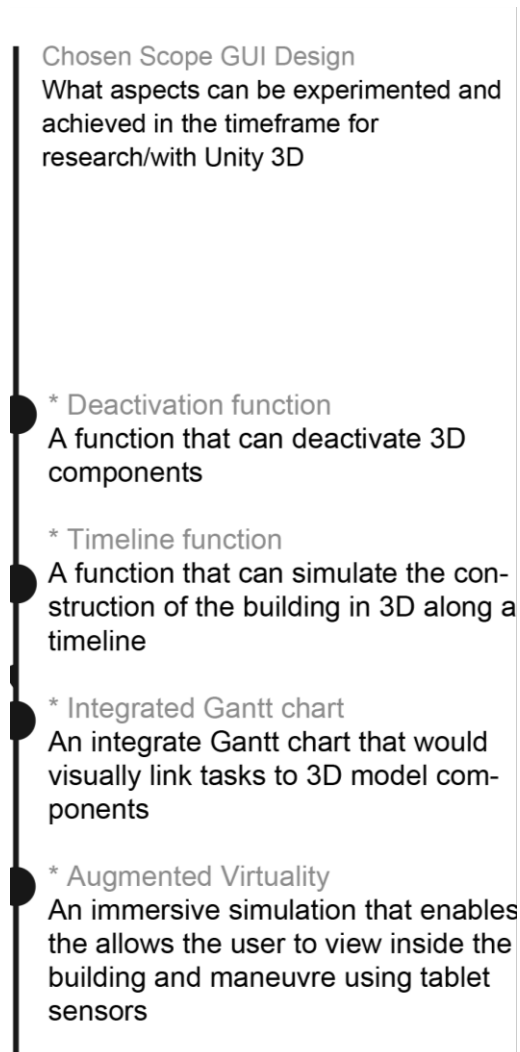 Chosen Scope GUI Design
What aspects can be experimented and
achieved in the timeframe for
research/with Unity 3D
* Deactivation function
A function that can deactivate 3D
components
* Timeline function
A function that can simulate the con-
struction of the building in 3D along a
timeline
* Integrated Gantt chart
An integrate Gantt chart that would
visually link tasks to 3D model com-
ponents
* Augmented Virtuality
An immersive simulation that enables
the allows the user to view inside the
building and maneuvre using tablet
sensors